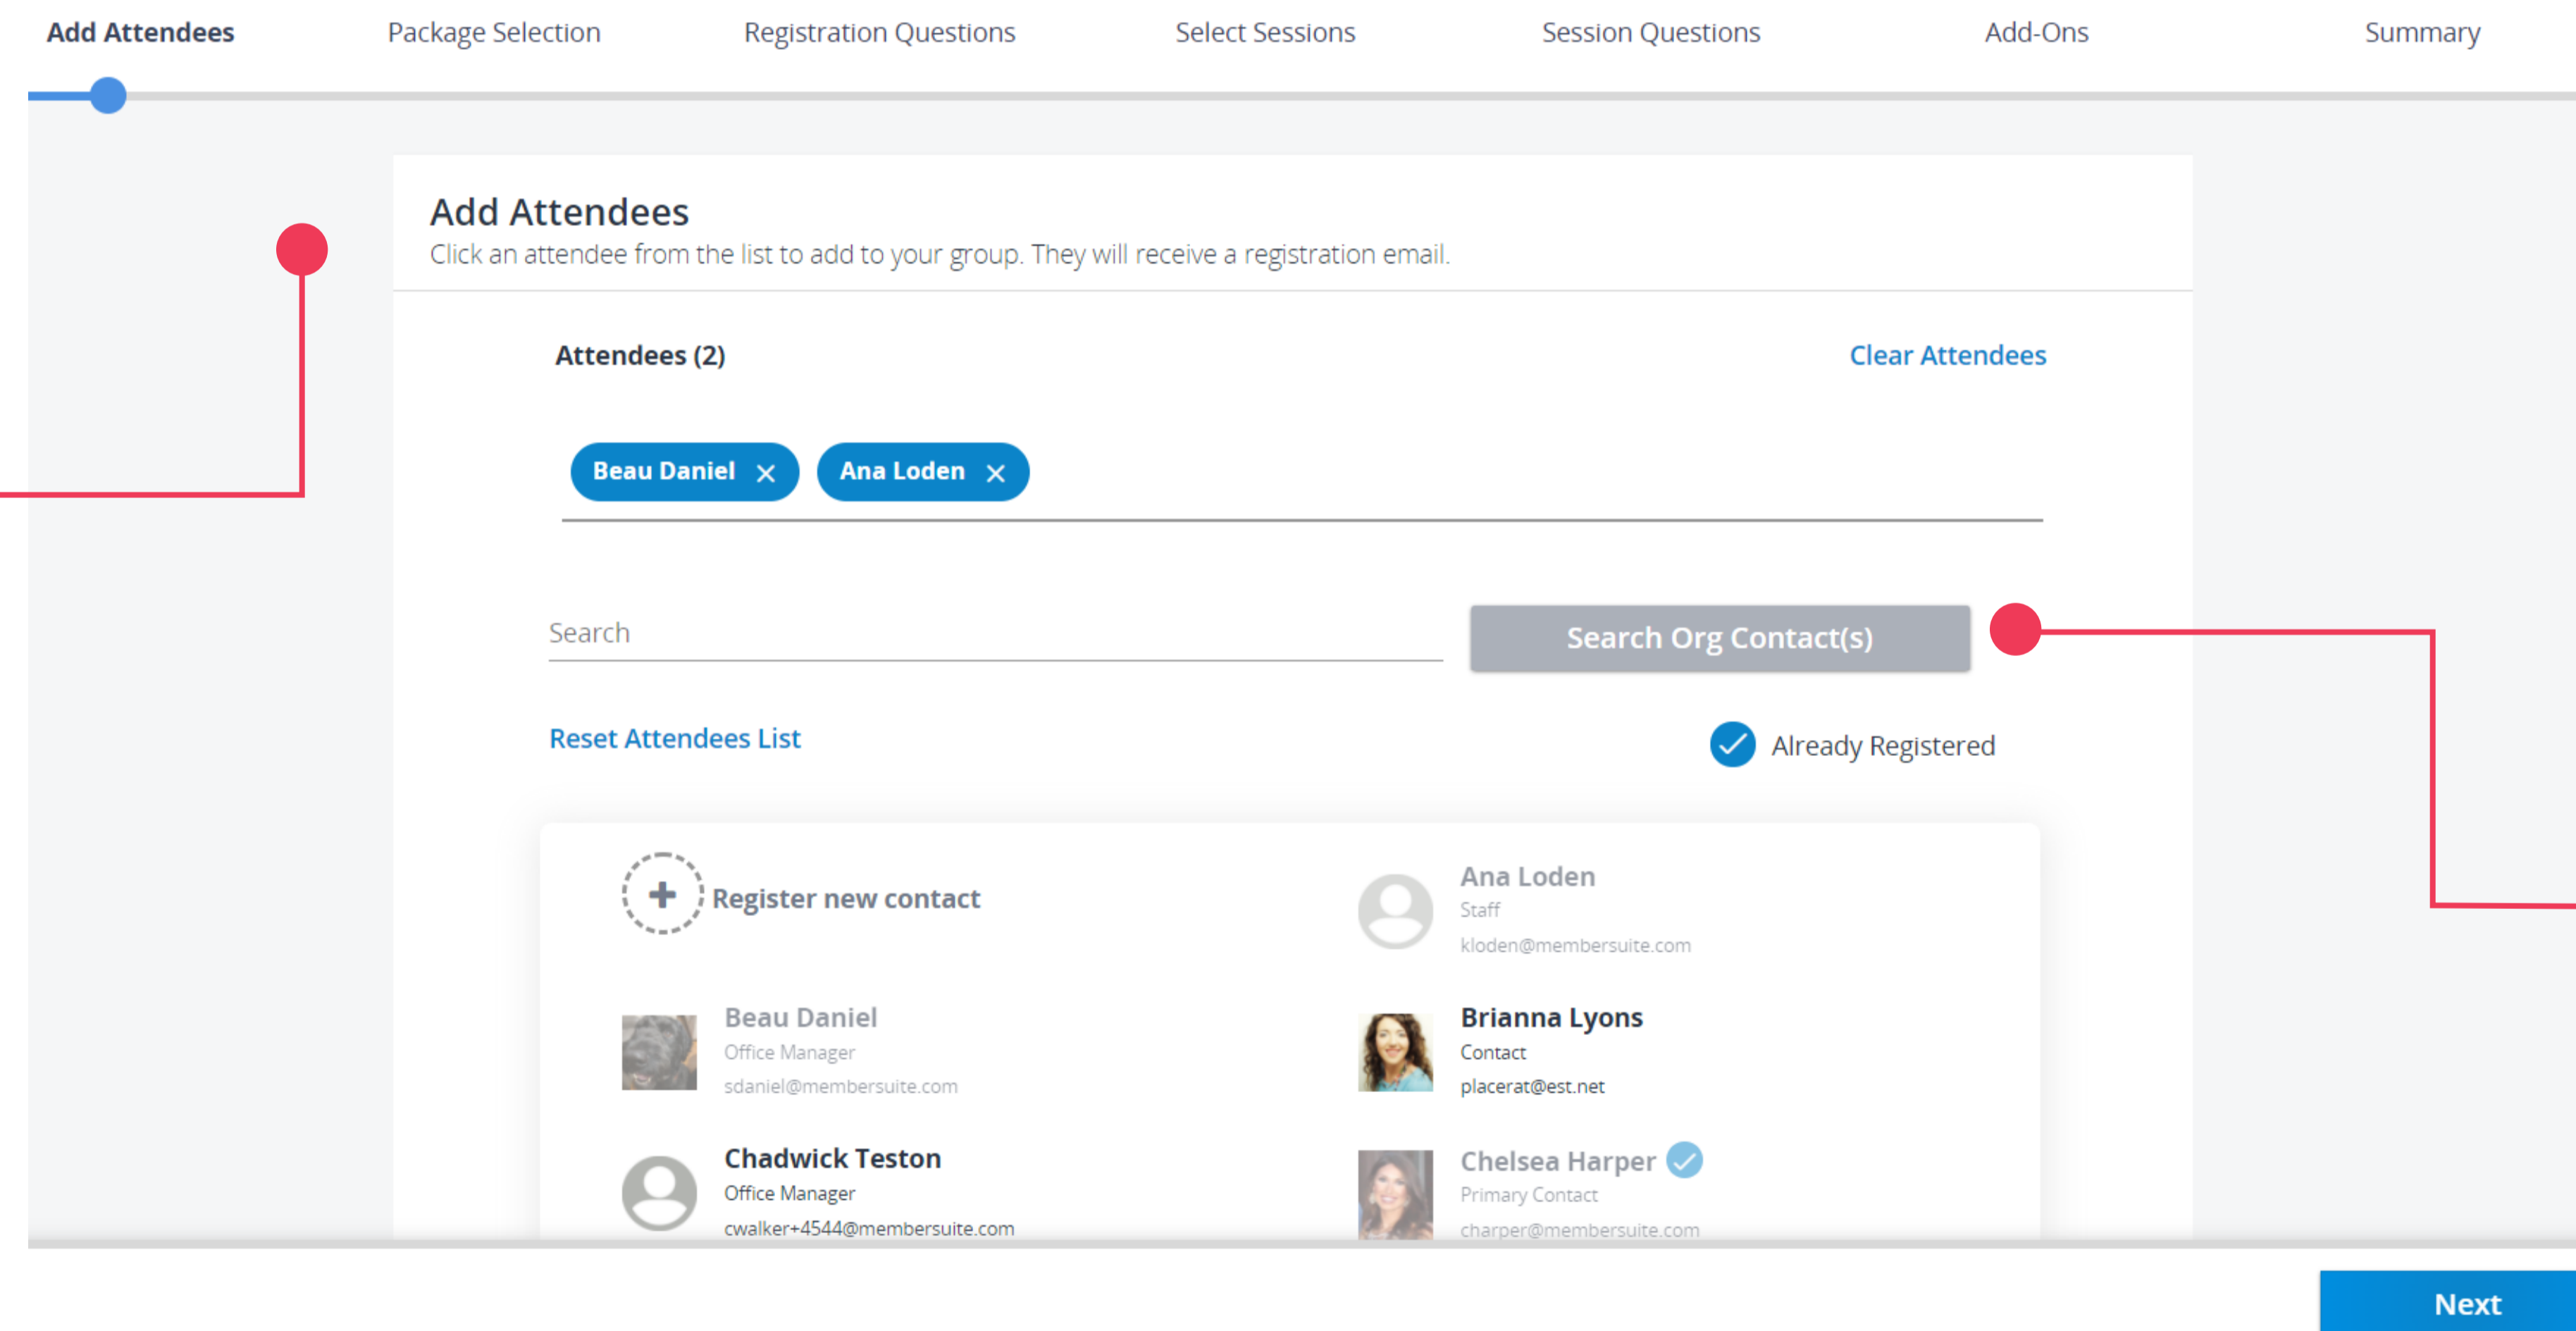 Add Attendees
Package Selection
Registration Questions
Select Sessions
Session Questions
Add-Ons
Summary
Add Attendees
Click an attendee from the list to add to your group. They will receive a registration email.
Attendees (2)
Clear Attendees
Beau Daniel
Ana Loden
Search
Search Org Contact(s)
Reset Attendees List
Already Registered
Register new contact
Ana Loden
Staff
kloden@membersuite.com
Beau Daniel
Office Manager
sdaniel@membersuite.com
Brianna Lyons
Contact
placerat@est.net
Chadwick Teston
Office Manager
cwalker+4544@membersuite.com
Chelsea Harper
Primary Contact
charper@membersuite.com
Next